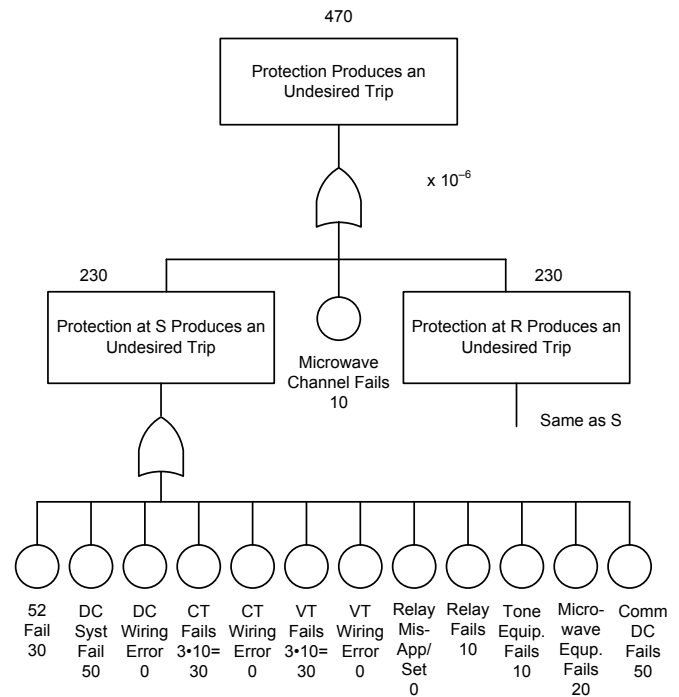 470
Protection Produces an
Undesired Trip
x 10⁻⁶
230
230
Protection at S Produces an
Undesired Trip
Microwave
Channel Fails
10
Protection at R Produces an
Undesired Trip
Same as S
52
Fail
30
DC
Syst
Fail
50
DC
Wiring
Error
0
CT
Fails
3•10=
30
CT
Wiring
Error
0
VT
Fails
3•10=
30
VT
Wiring
Error
0
Relay
Mis-
App/
Set
0
Relay
Fails
10
Tone
Equip.
Fails
10
Micro-
wave
Equp.
Fails
20
Comm
DC
Fails
50